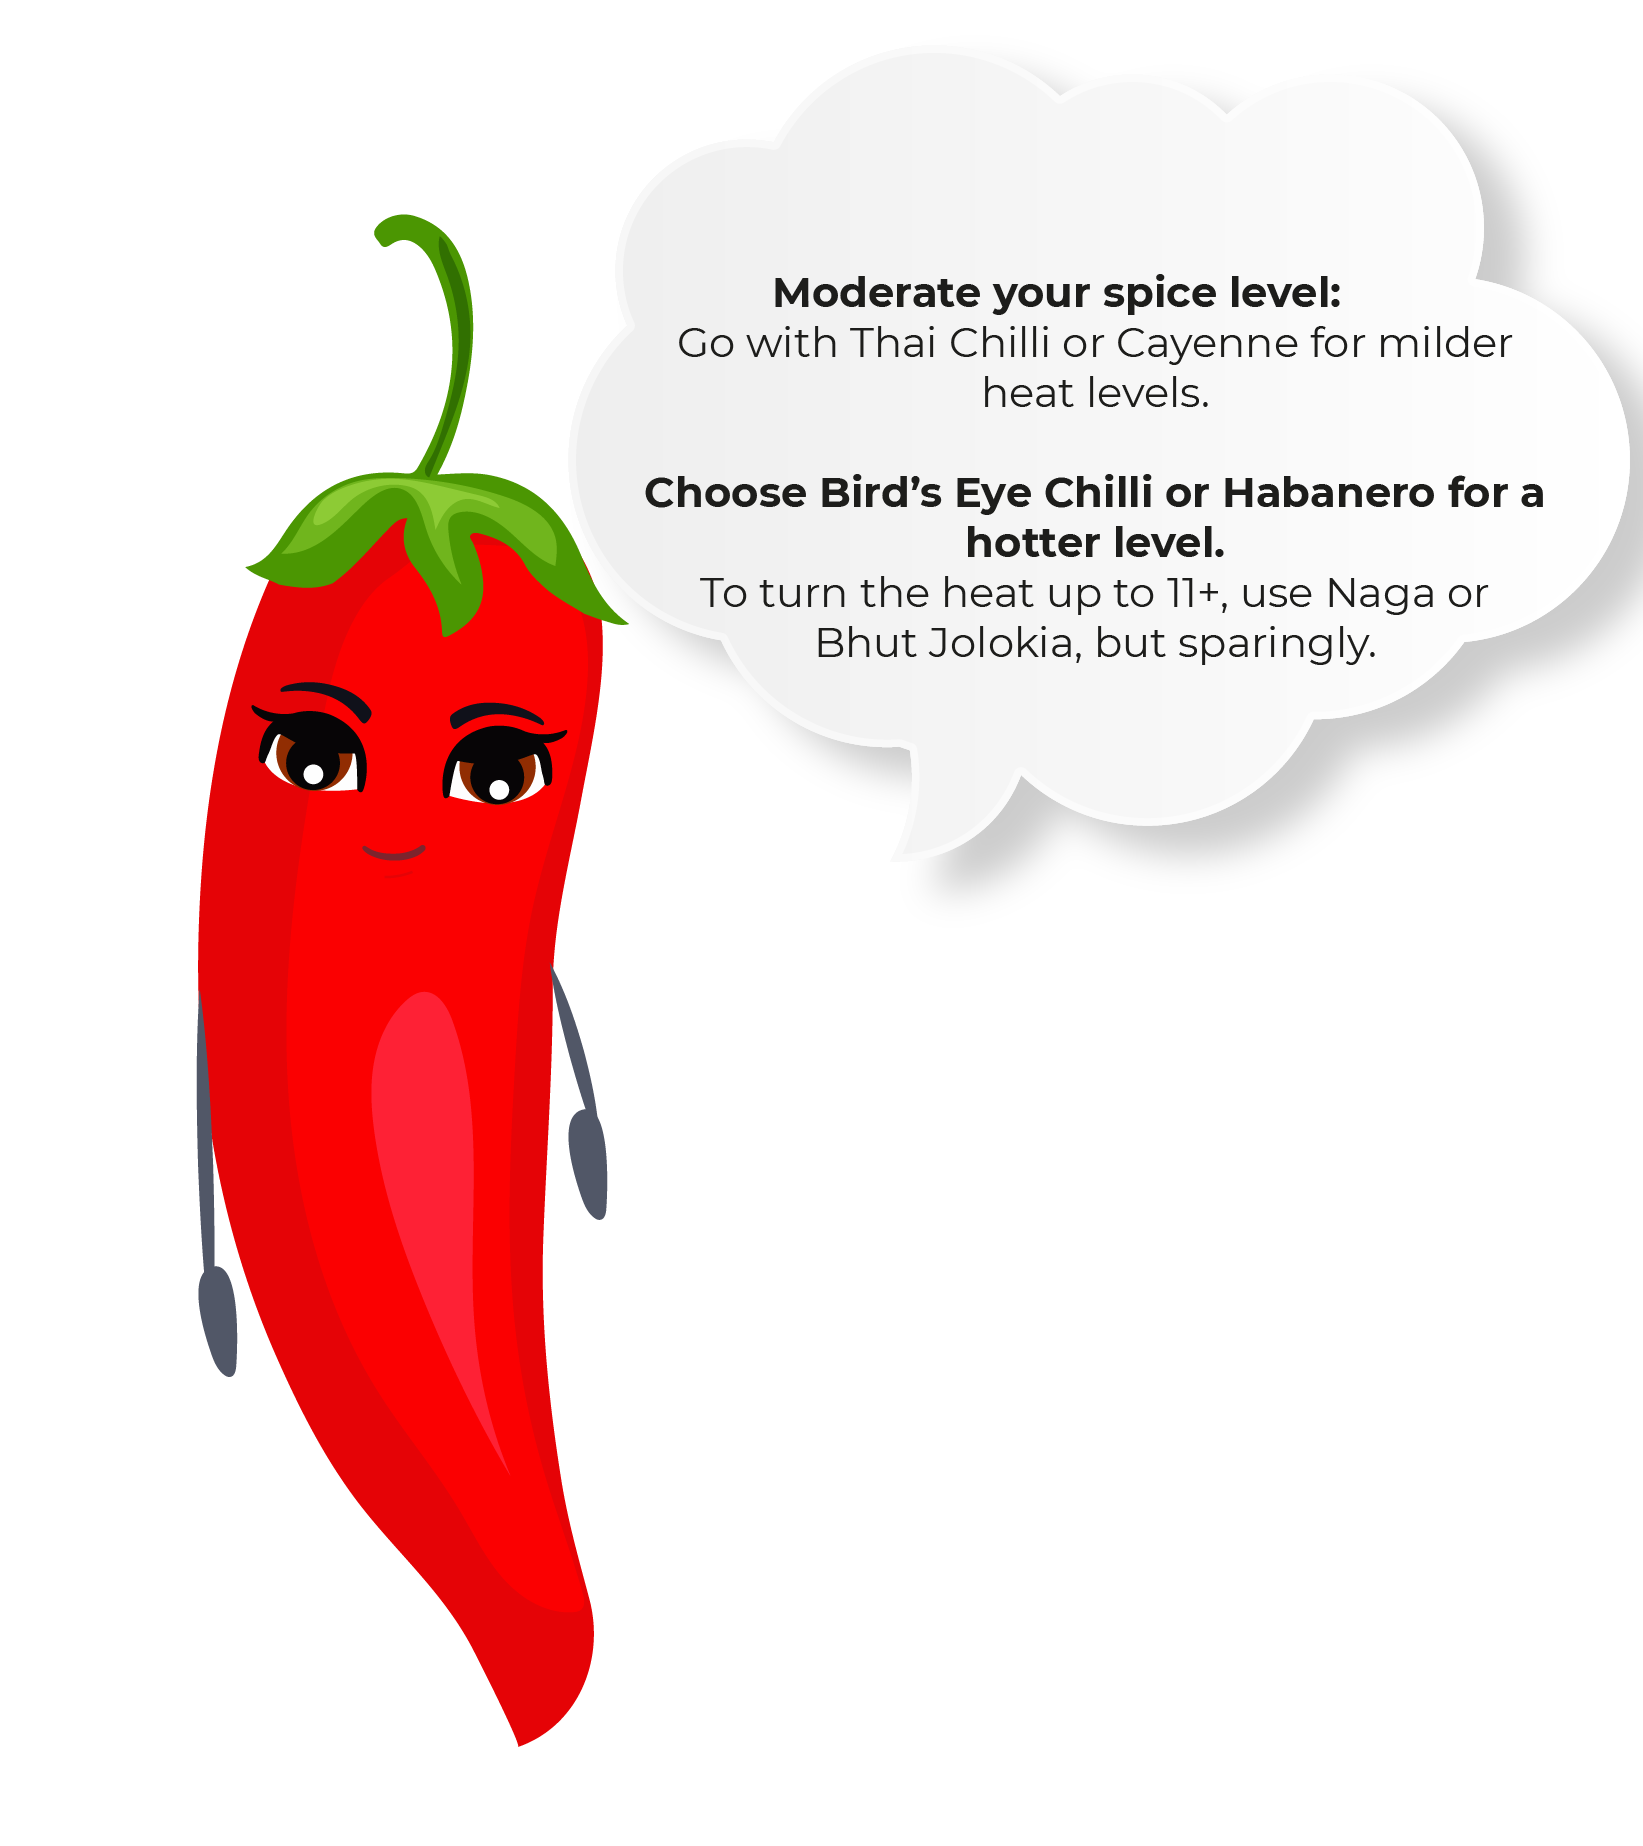 Moderate your spice level:
Go with Thai Chilli or Cayenne for milder
heat levels.
Choose Bird’s Eye Chilli or Habanero for a
hotter level.
To turn the heat up to 11+, use Naga or
Bhut Jolokia, but sparingly.